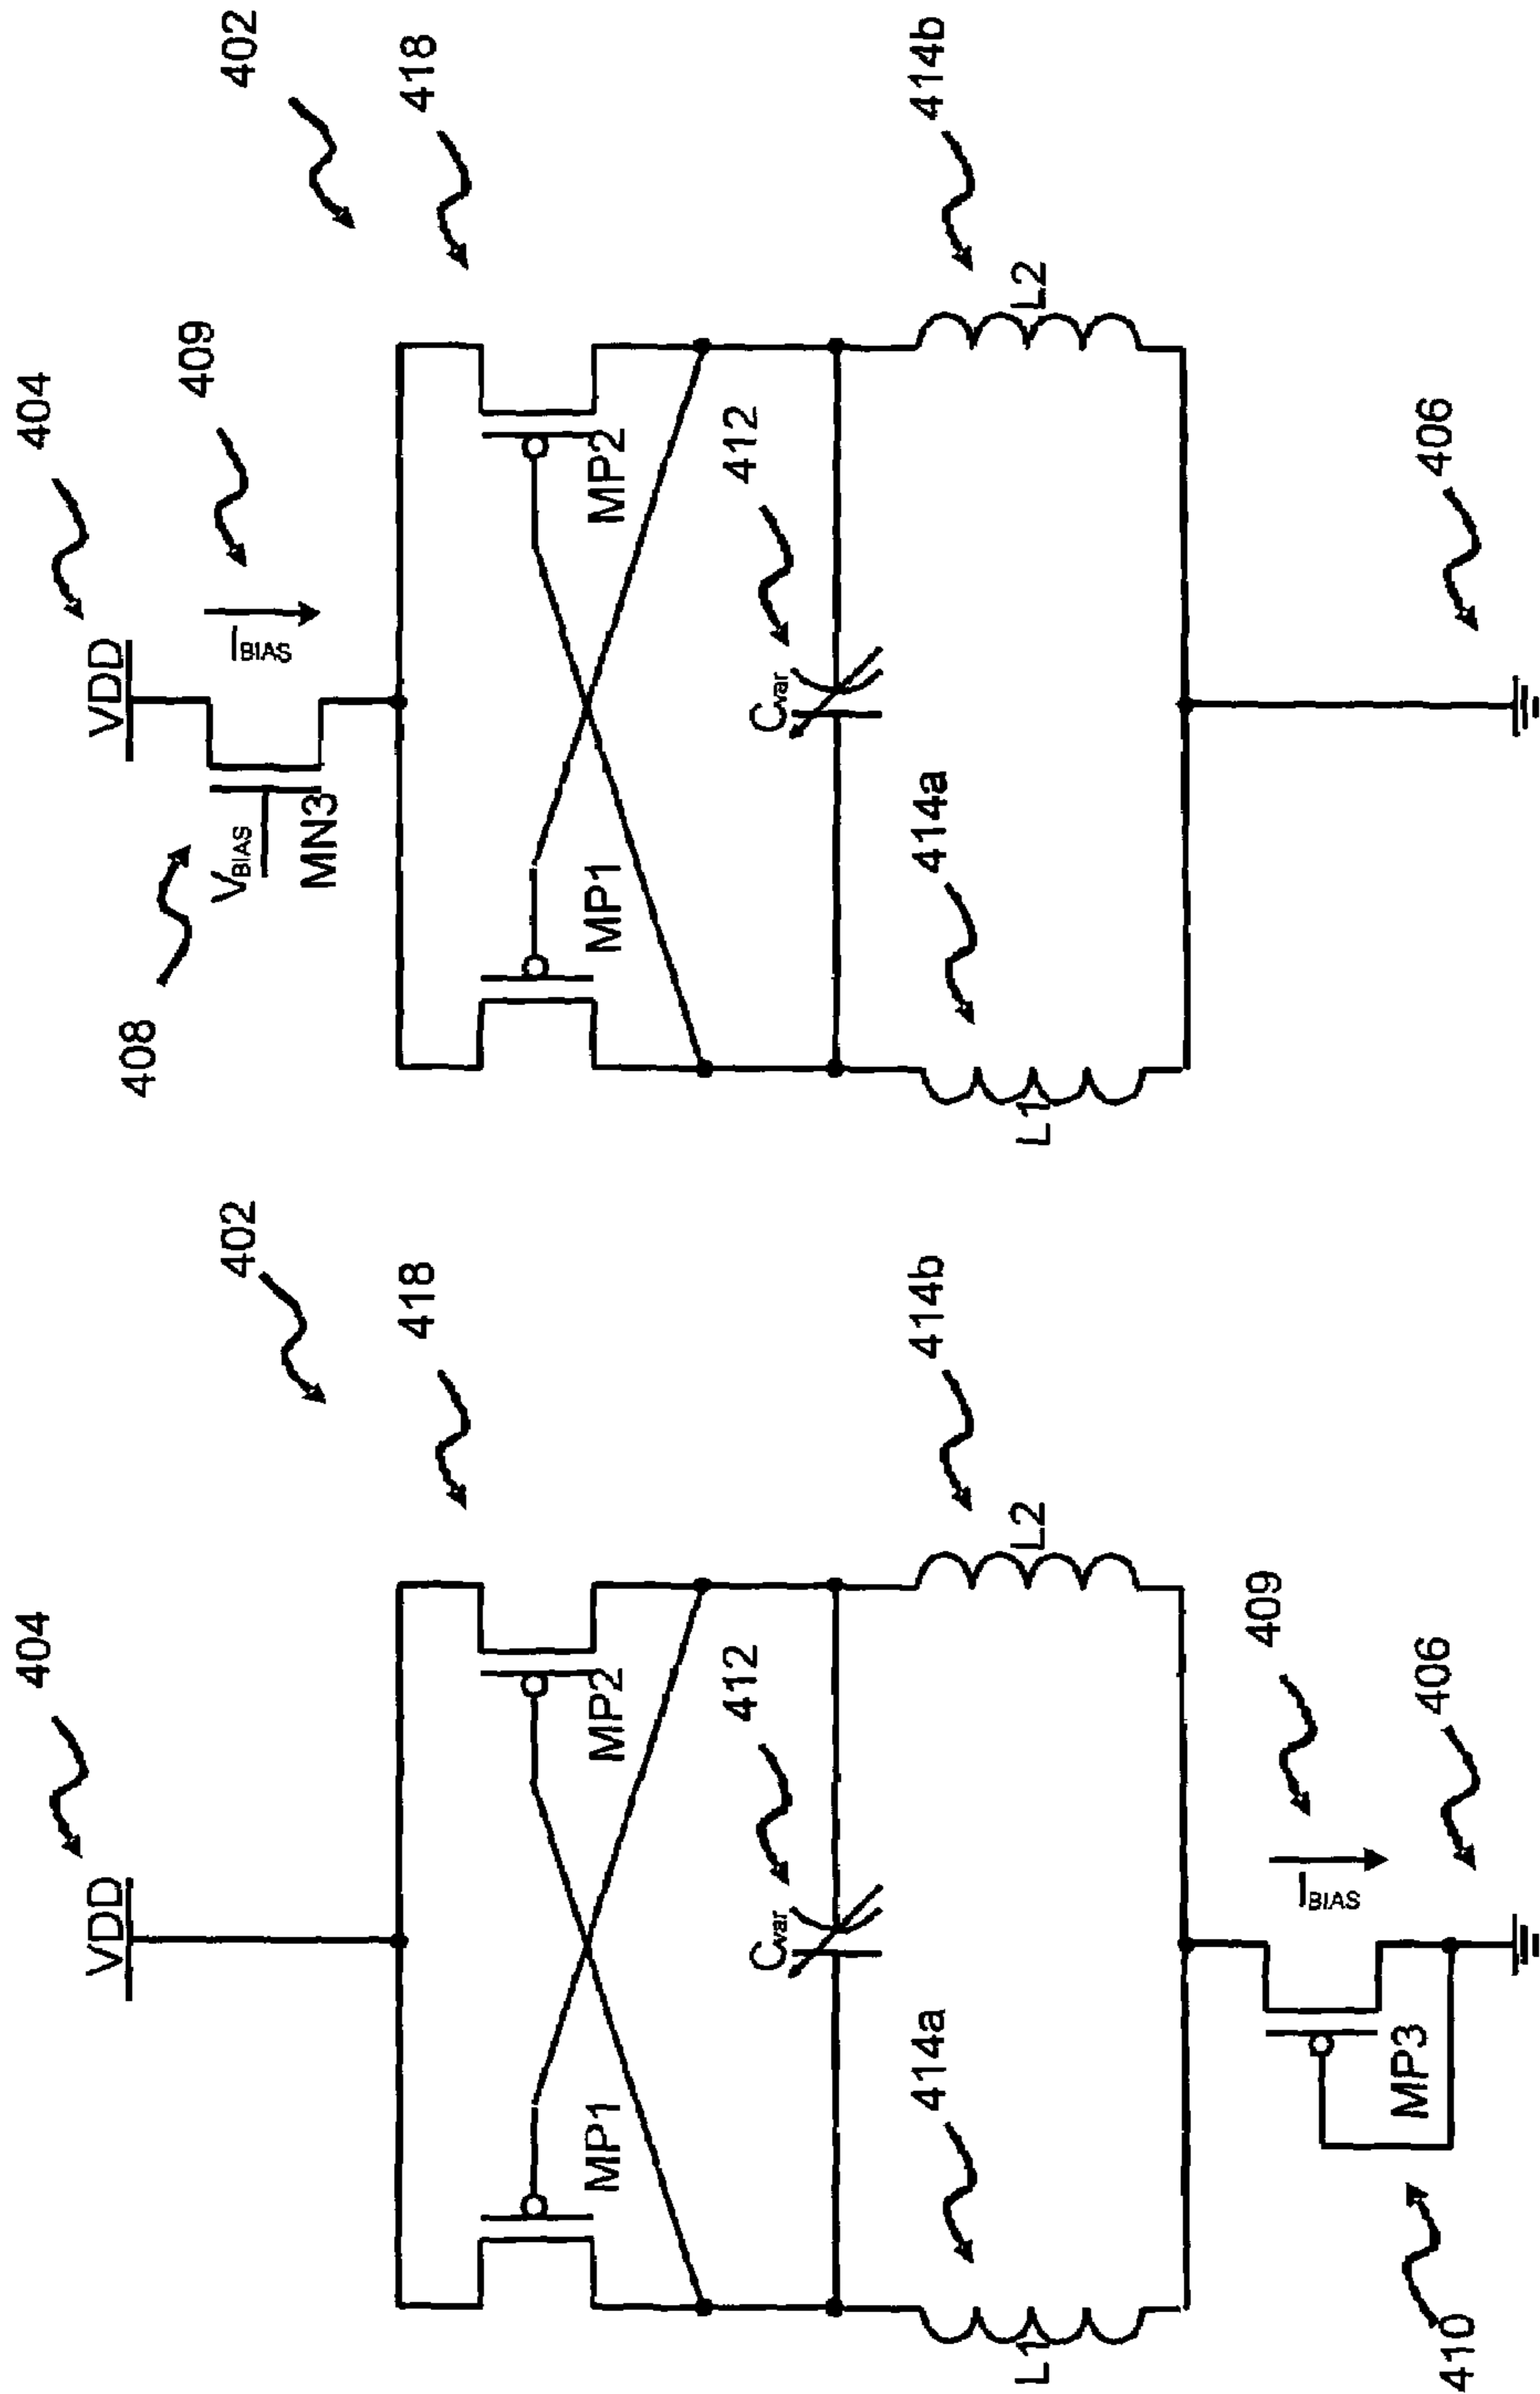 404
VDD
402
418
MP1
MP2
412
Cvar
414a
414b
L1
L2
409
IBIAS
MP3
410
406
404
VDD
409
402
IBIAS
408
VBIAS
MN3
418
MP1
MP2
412
Cvar
414a
414b
L1
L2
406